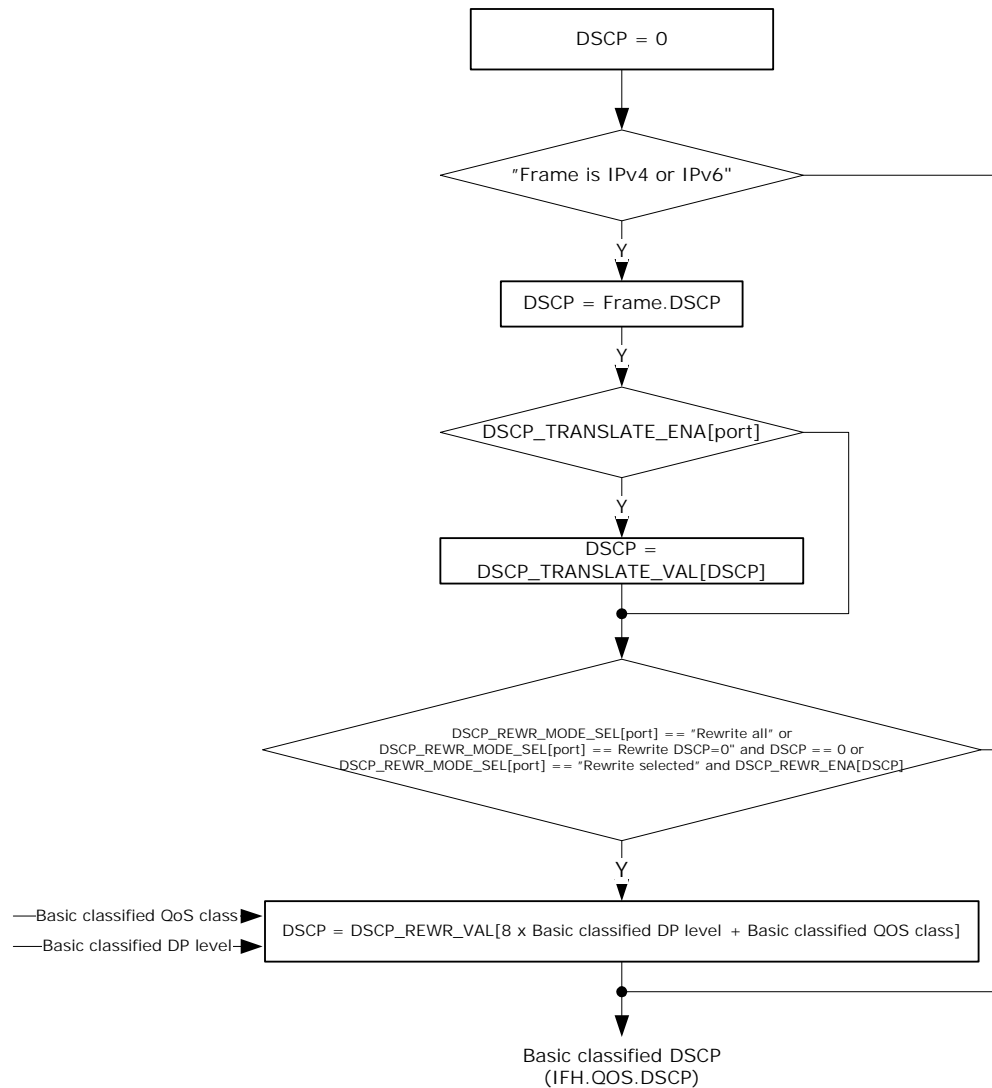 DSCP = 0
"Frame is IPv4 or IPv6"
Y
DSCP = Frame.DSCP
Y
DSCP_TRANSLATE_ENA[port]
Y
DSCP =
DSCP_TRANSLATE_VAL[DSCP]
DSCP_REWR_MODE_SEL[port] == "Rewrite all" or
DSCP_REWR_MODE_SEL[port] == Rewrite DSCP=0" and DSCP == 0 or
DSCP_REWR_MODE_SEL[port] == "Rewrite selected" and DSCP_REWR_ENA[DSCP]
Y
Basic classified QoS class
Basic classified DP level
DSCP = DSCP_REWR_VAL[8 x Basic classified DP level + Basic classified QOS class]
Basic classified DSCP
(IFH.QOS.DSCP)